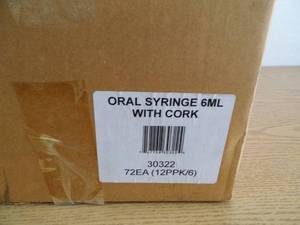 ORAL SYRINGE 6ML
WITH CORK
30322
72EA (12PPK/6)